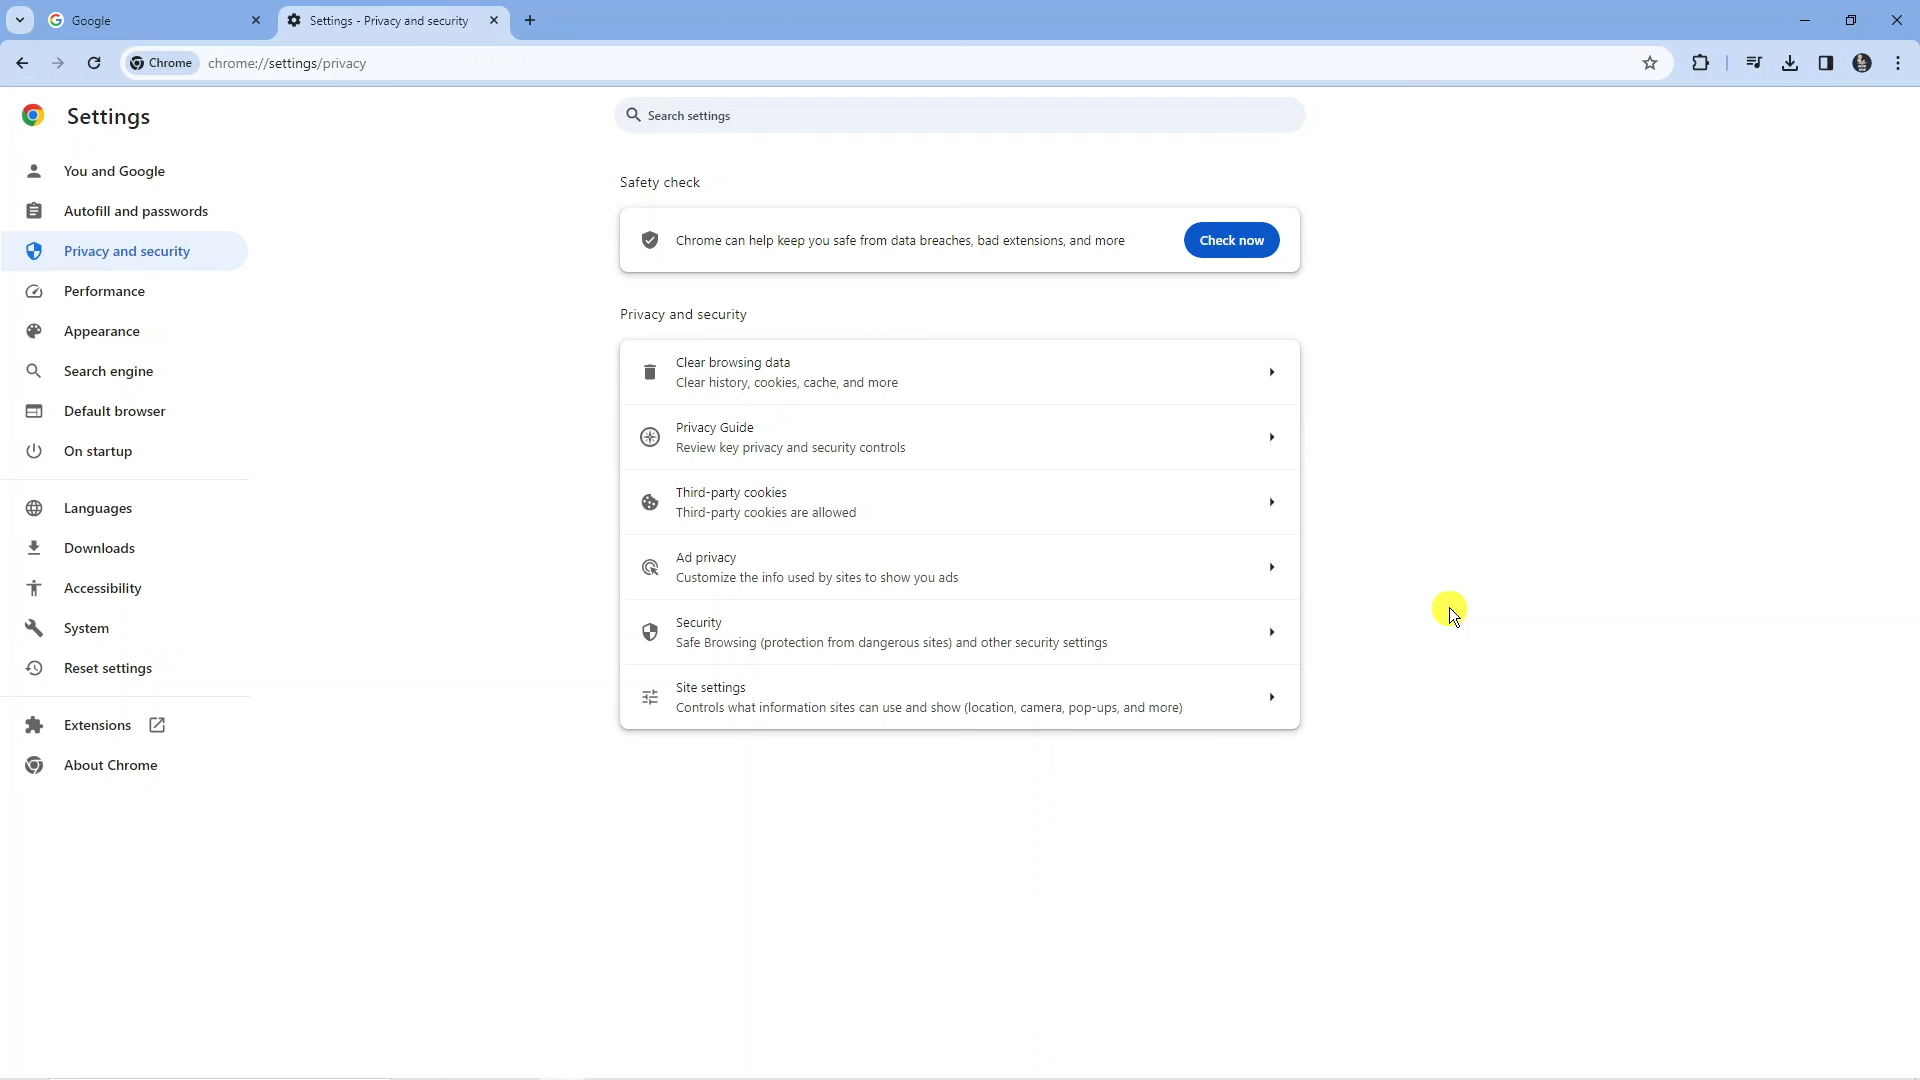 Google
Settings - Privacy and security
Chrome
chrome://settings/privacy
Settings
Search settings
You and Google
Autofill and passwords
Privacy and security
Performance
Appearance
Search engine
Default browser
On startup
Languages
Downloads
Accessibility
System
Reset settings
Extensions
About Chrome
Safety check
Chrome can help keep you safe from data breaches, bad extensions, and more
Check now
Privacy and security
Clear browsing data
Clear history, cookies, cache, and more
Privacy Guide
Review key privacy and security controls
Third-party cookies
Third-party cookies are allowed
Ad privacy
Customize the info used by sites to show you ads
Security
Safe Browsing (protection from dangerous sites) and other security settings
Site settings
Controls what information sites can use and show (location, camera, pop-ups, and more)